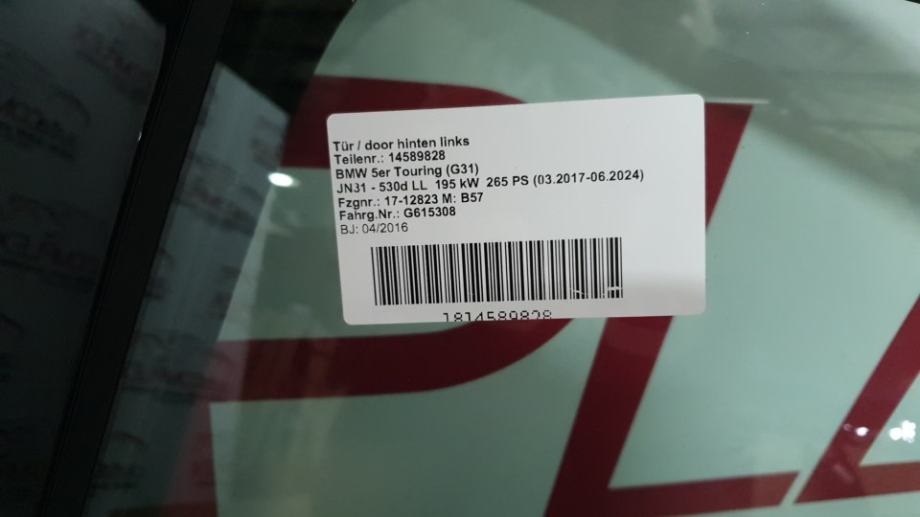 Tür / door hinten links
Teilenr.: 14589828
BMW 5er Touring (G31)
JN31 - 530d LL 195 kW 265 PS (03.2017-06.2024)
Fzgnr.: 17-12823 M: B57
Fahrg.Nr.: G615308
BJ: 04/2016
1814589828